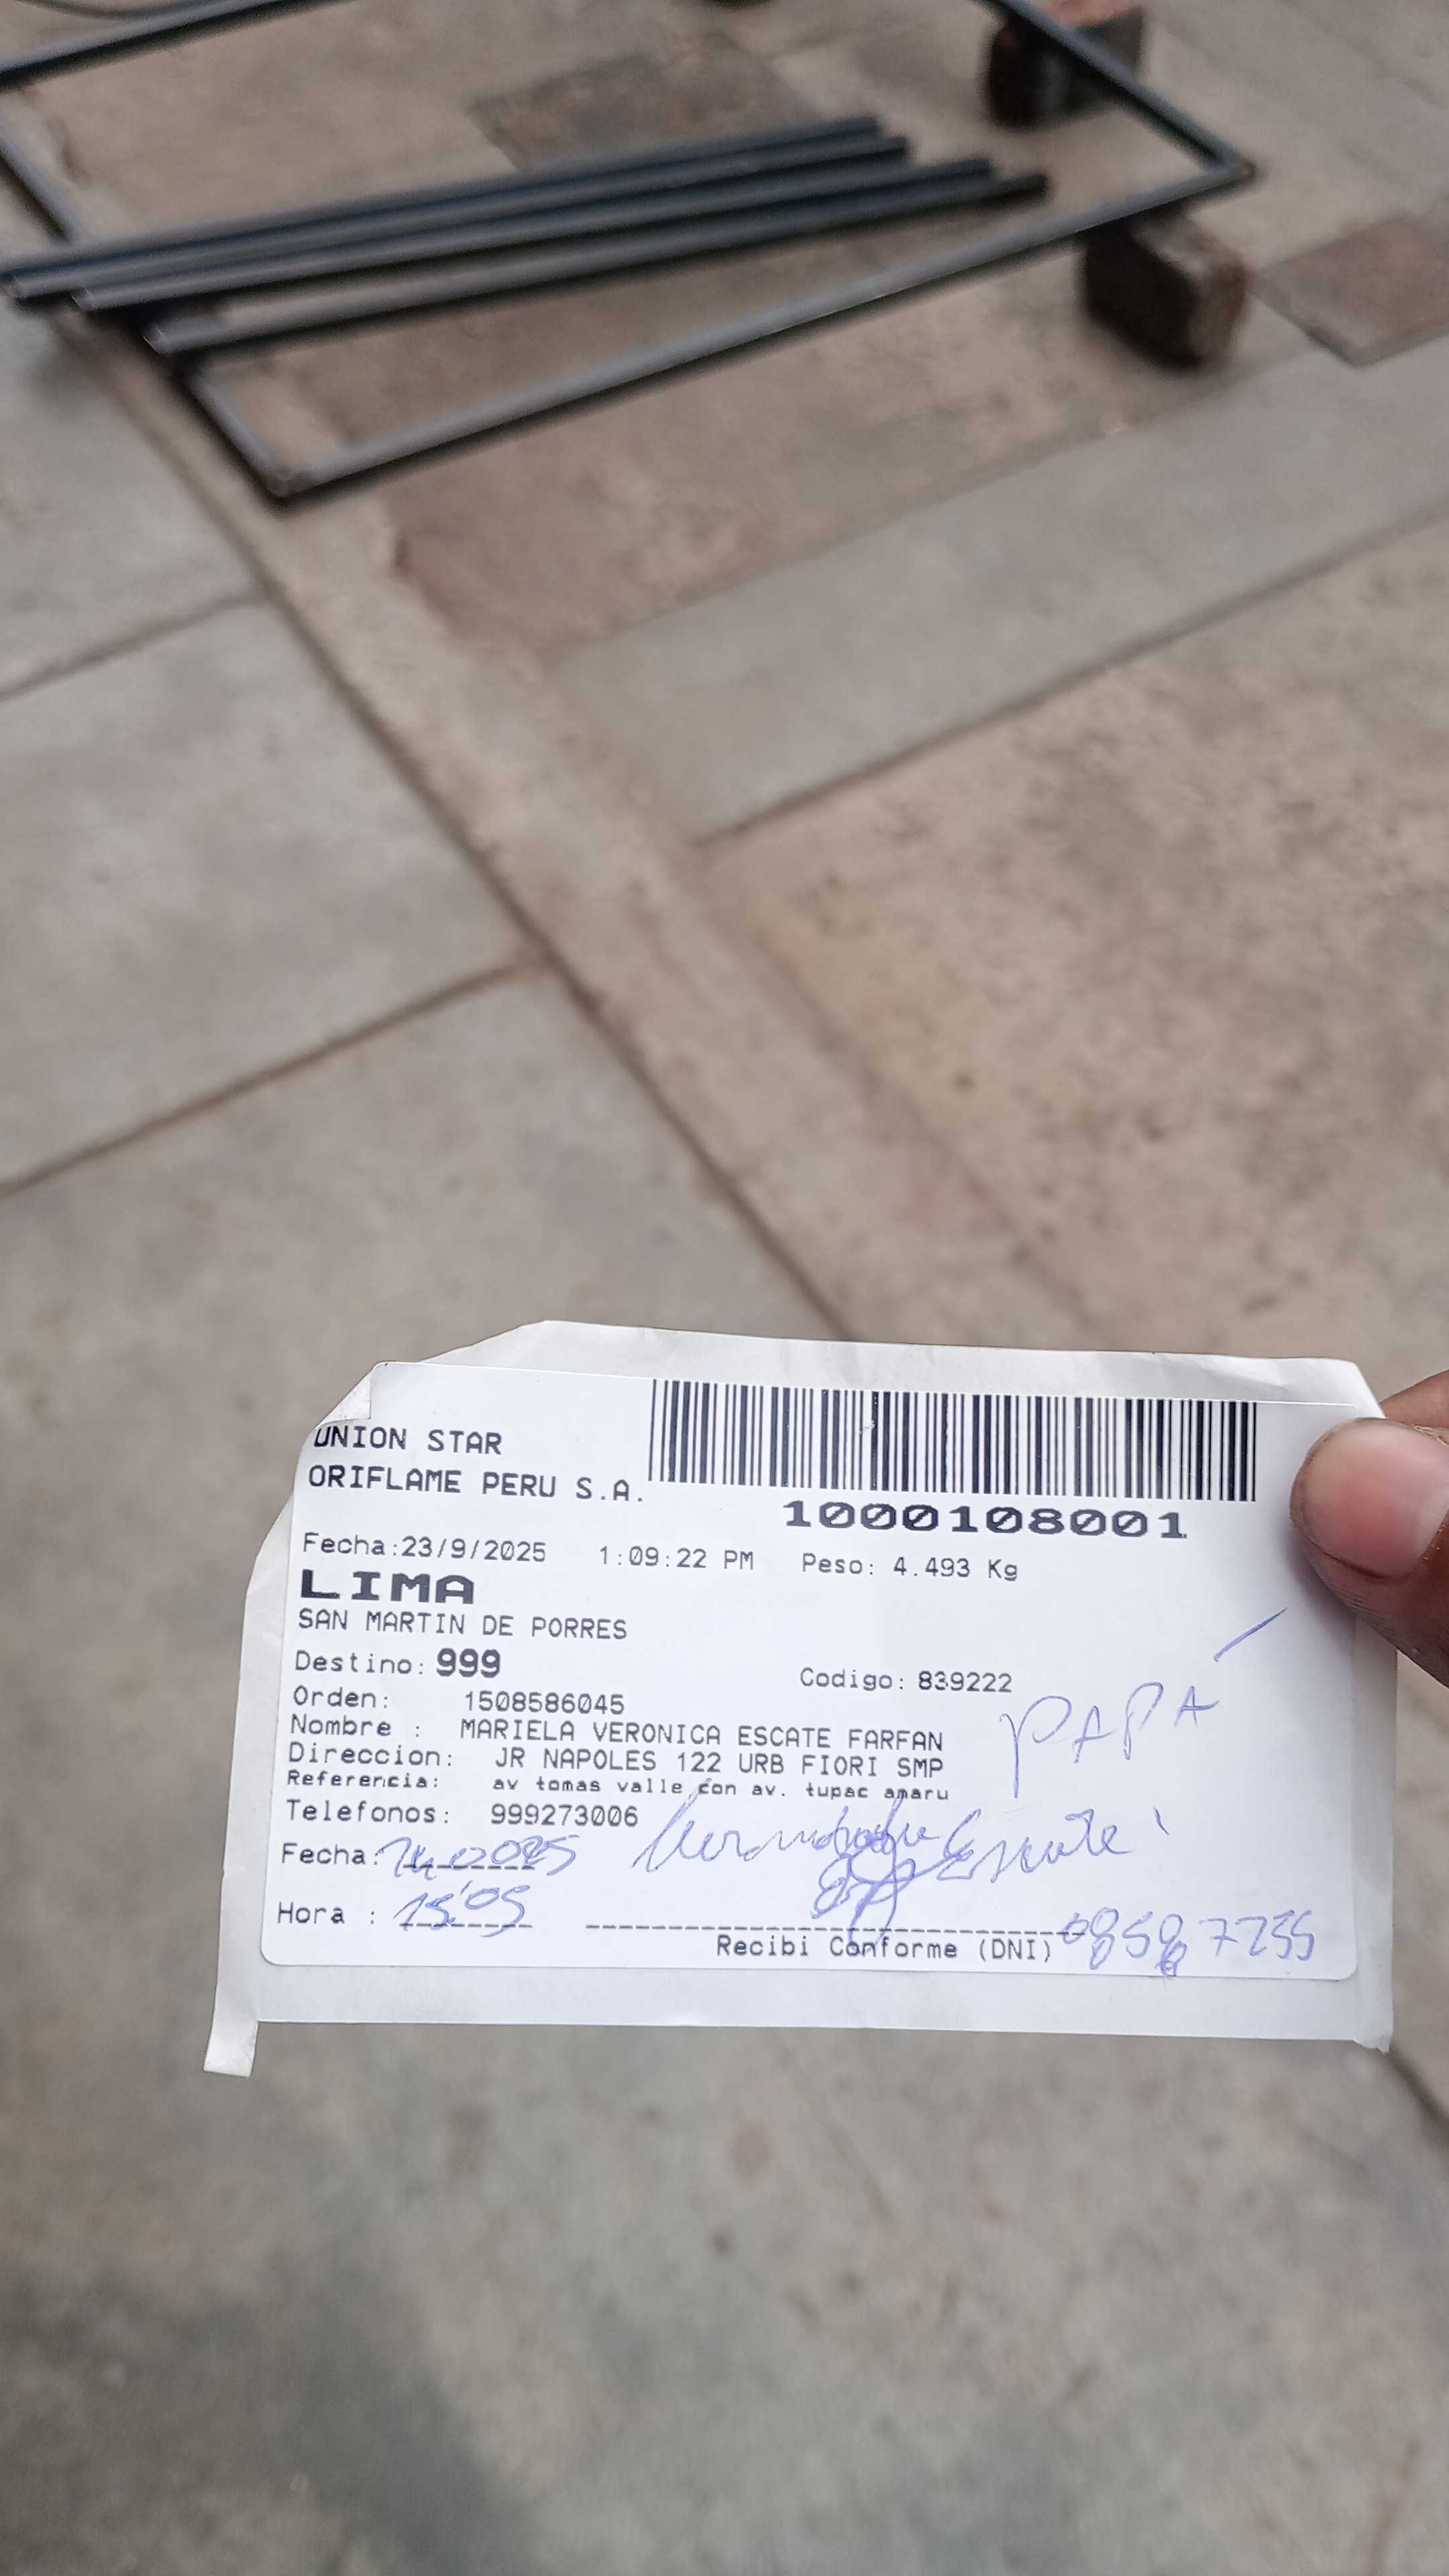 UNION STAR
ORIFLAME PERU S.A.
1000108001
Fecha:23/9/2025 1:09:22 PM Peso: 4.493 Kg
LIMA
SAN MARTIN DE PORRES
Destino: 999 Codigo: 839222
Orden: 1508586045
Nombre : MARIELA VERONICA ESCATE FARFAN
PAPÁ
Direccion: JR NAPOLES 122 URB FIORI SMP
Referencia: av tomas valle con av. tupac amaru
Telefonos: 999273006
Escate
Fecha:
Hora : 15:05
Recibi Conforme (DNI)